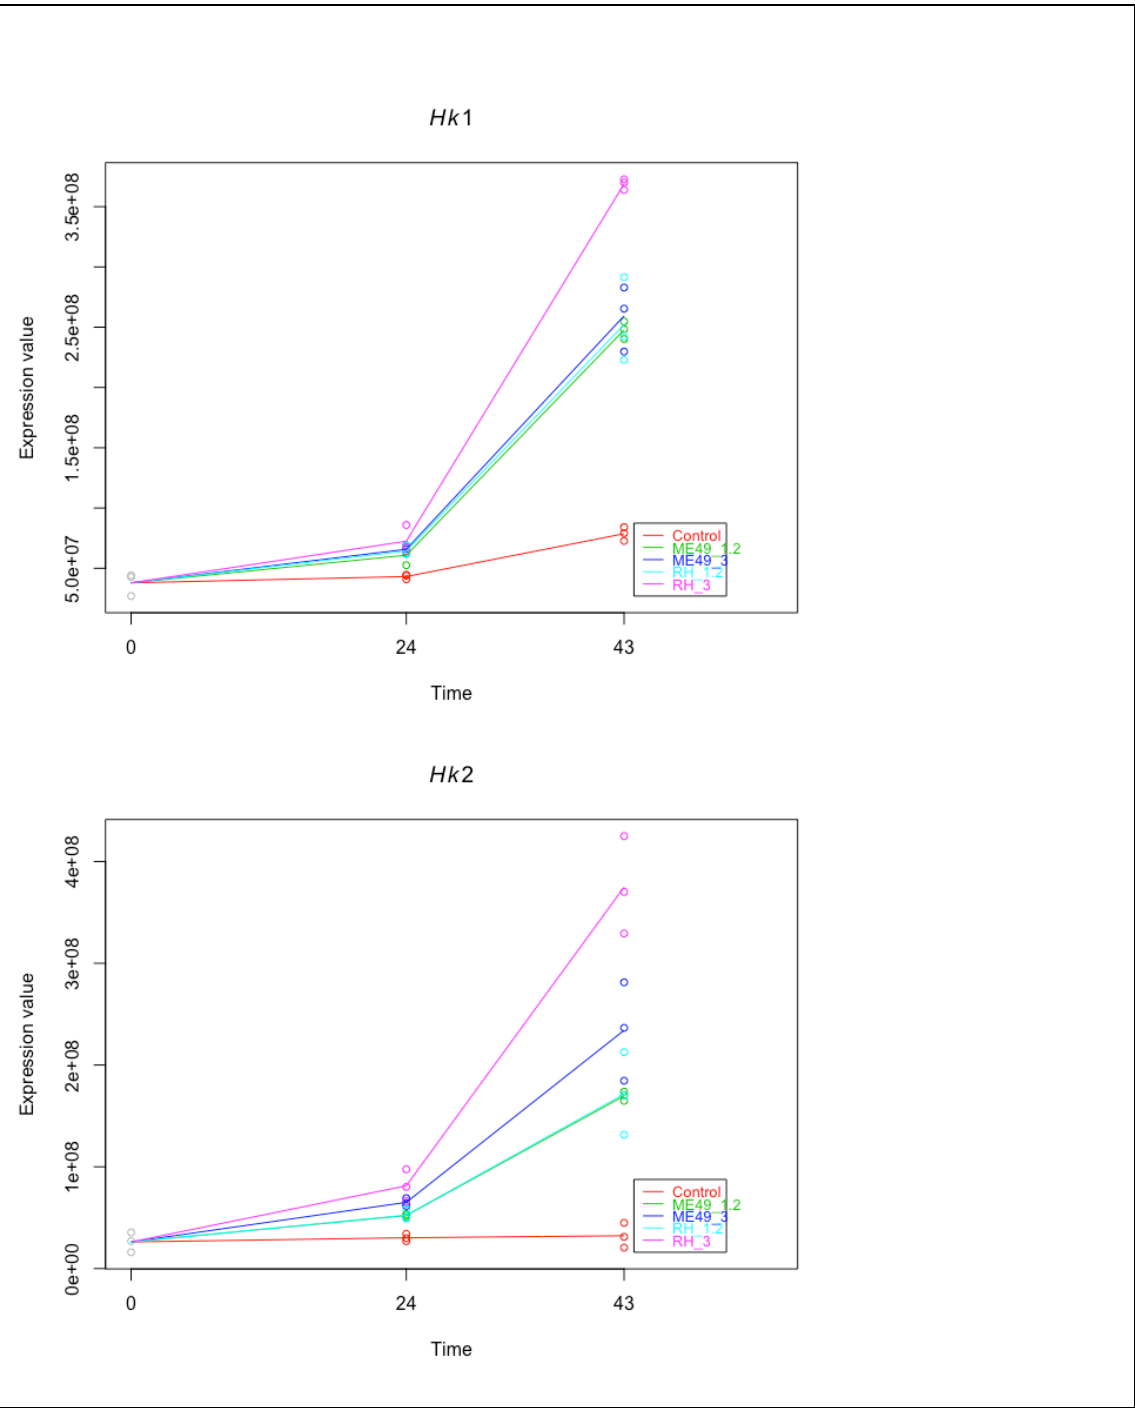 Hk1
3.5e+08
2.5e+08
1.5e+08
5.0e+07
Expression value
Control
ME49_1.2
ME49_3
RH_1.2
RH_3
0 24 43
Time
Hk2
4e+08
3e+08
2e+08
1e+08
0e+00
Expression value
Control
ME49_1.2
ME49_3
RH_1.2
RH_3
0 24 43
Time